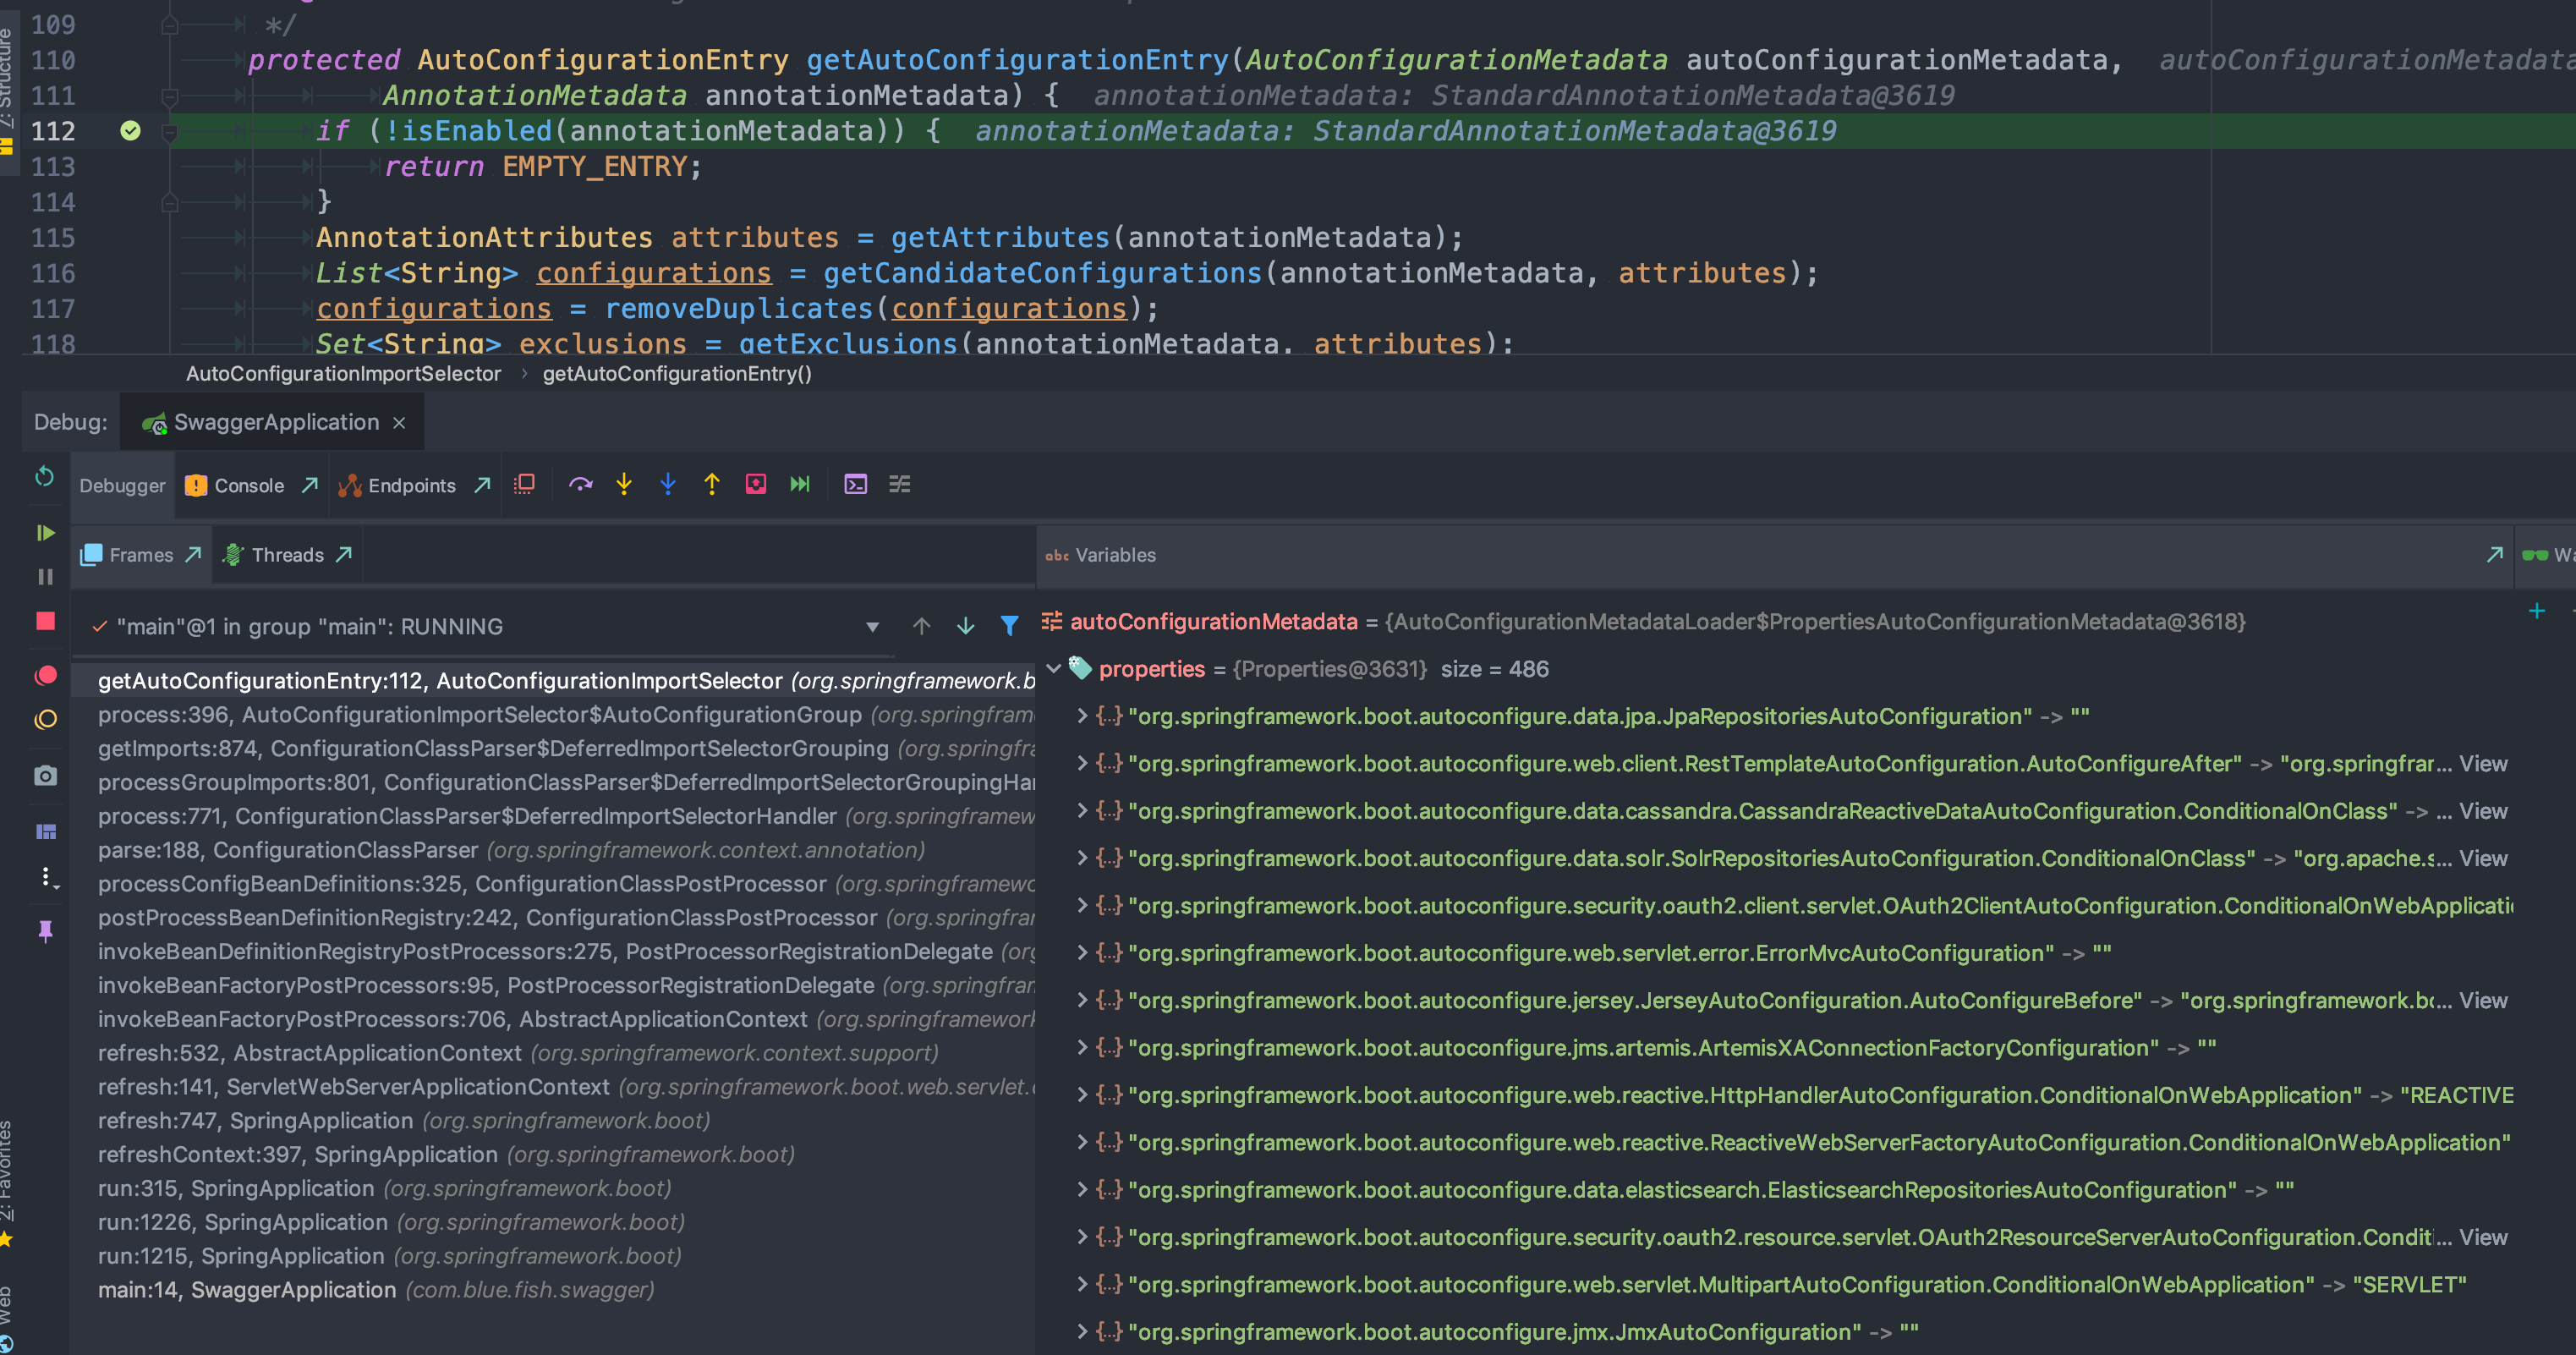 109 */
110 protected AutoConfigurationEntry getAutoConfigurationEntry(AutoConfigurationMetadata autoConfigurationMetadata, autoConfigurationMetadata
111 AnnotationMetadata annotationMetadata) { annotationMetadata: StandardAnnotationMetadata@3619
112 if (!isEnabled(annotationMetadata)) { annotationMetadata: StandardAnnotationMetadata@3619
113 return EMPTY_ENTRY;
114 }
115 AnnotationAttributes attributes = getAttributes(annotationMetadata);
116 List<String> configurations = getCandidateConfigurations(annotationMetadata, attributes);
117 configurations = removeDuplicates(configurations);
118 Set<String> exclusions = getExclusions(annotationMetadata, attributes);
Z: Structure
AutoConfigurationImportSelector › getAutoConfigurationEntry()
Debug: SwaggerApplication ×
Debugger Console Endpoints
Frames Threads
"main"@1 in group "main": RUNNING
getAutoConfigurationEntry:112, AutoConfigurationImportSelector (org.springframework.b
process:396, AutoConfigurationImportSelector$AutoConfigurationGroup (org.springfram
getImports:874, ConfigurationClassParser$DeferredImportSelectorGrouping (org.springfra
processGroupImports:801, ConfigurationClassParser$DeferredImportSelectorGroupingHan
process:771, ConfigurationClassParser$DeferredImportSelectorHandler (org.springframew
parse:188, ConfigurationClassParser (org.springframework.context.annotation)
processConfigBeanDefinitions:325, ConfigurationClassPostProcessor (org.springframewo
postProcessBeanDefinitionRegistry:242, ConfigurationClassPostProcessor (org.springfran
invokeBeanDefinitionRegistryPostProcessors:275, PostProcessorRegistrationDelegate (org
invokeBeanFactoryPostProcessors:95, PostProcessorRegistrationDelegate (org.springfran
invokeBeanFactoryPostProcessors:706, AbstractApplicationContext (org.springframework
refresh:532, AbstractApplicationContext (org.springframework.context.support)
refresh:141, ServletWebServerApplicationContext (org.springframework.boot.web.servlet.c
refresh:747, SpringApplication (org.springframework.boot)
refreshContext:397, SpringApplication (org.springframework.boot)
run:315, SpringApplication (org.springframework.boot)
run:1226, SpringApplication (org.springframework.boot)
run:1215, SpringApplication (org.springframework.boot)
main:14, SwaggerApplication (com.blue.fish.swagger)
2: Favorites
Web
abc Variables
Wa
autoConfigurationMetadata = {AutoConfigurationMetadataLoader$PropertiesAutoConfigurationMetadata@3618}
properties = {Properties@3631} size = 486
"org.springframework.boot.autoconfigure.data.jpa.JpaRepositoriesAutoConfiguration" -> ""
"org.springframework.boot.autoconfigure.web.client.RestTemplateAutoConfiguration.AutoConfigureAfter" -> "org.springfrar... View
"org.springframework.boot.autoconfigure.data.cassandra.CassandraReactiveDataAutoConfiguration.ConditionalOnClass" -> ... View
"org.springframework.boot.autoconfigure.data.solr.SolrRepositoriesAutoConfiguration.ConditionalOnClass" -> "org.apache.s... View
"org.springframework.boot.autoconfigure.security.oauth2.client.servlet.OAuth2ClientAutoConfiguration.ConditionalOnWebApplicatio
"org.springframework.boot.autoconfigure.web.servlet.error.ErrorMvcAutoConfiguration" -> ""
"org.springframework.boot.autoconfigure.jersey.JerseyAutoConfiguration.AutoConfigureBefore" -> "org.springframework.bo... View
"org.springframework.boot.autoconfigure.jms.artemis.ArtemisXAConnectionFactoryConfiguration" -> ""
"org.springframework.boot.autoconfigure.web.reactive.HttpHandlerAutoConfiguration.ConditionalOnWebApplication" -> "REACTIVE
"org.springframework.boot.autoconfigure.web.reactive.ReactiveWebServerFactoryAutoConfiguration.ConditionalOnWebApplication"
"org.springframework.boot.autoconfigure.data.elasticsearch.ElasticsearchRepositoriesAutoConfiguration" -> ""
"org.springframework.boot.autoconfigure.security.oauth2.resource.servlet.OAuth2ResourceServerAutoConfiguration.Condit... View
"org.springframework.boot.autoconfigure.web.servlet.MultipartAutoConfiguration.ConditionalOnWebApplication" -> "SERVLET"
"org.springframework.boot.autoconfigure.jmx.JmxAutoConfiguration" -> ""